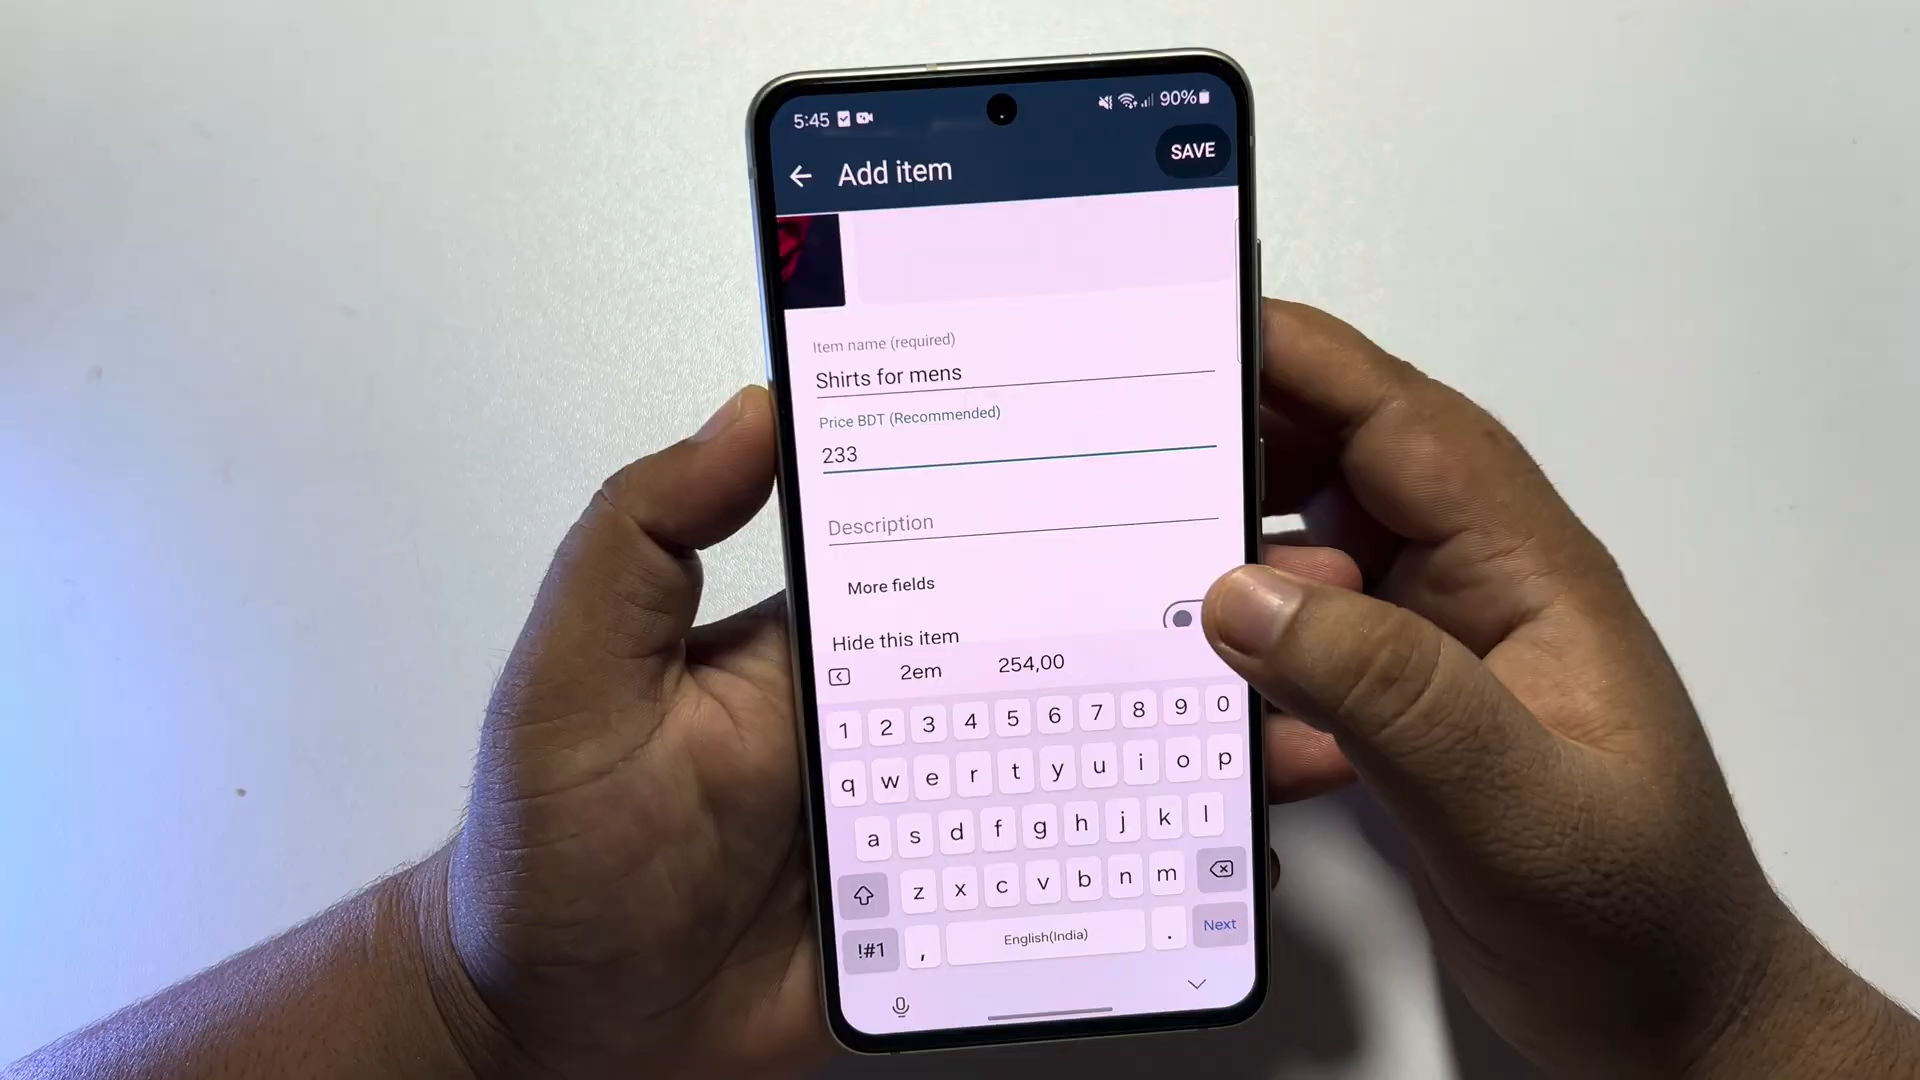 5:45 90%
Add item SAVE
Item name (required)
Shirts for mens
Price BDT (Recommended)
233
Description
More fields
Hide this item
2em 254,00
1 2 3 4 5 6 7 8 9 0
q w e r t y u i o p
a s d f g h j k l
z x c v b n m
!#1 , English(India) . Next